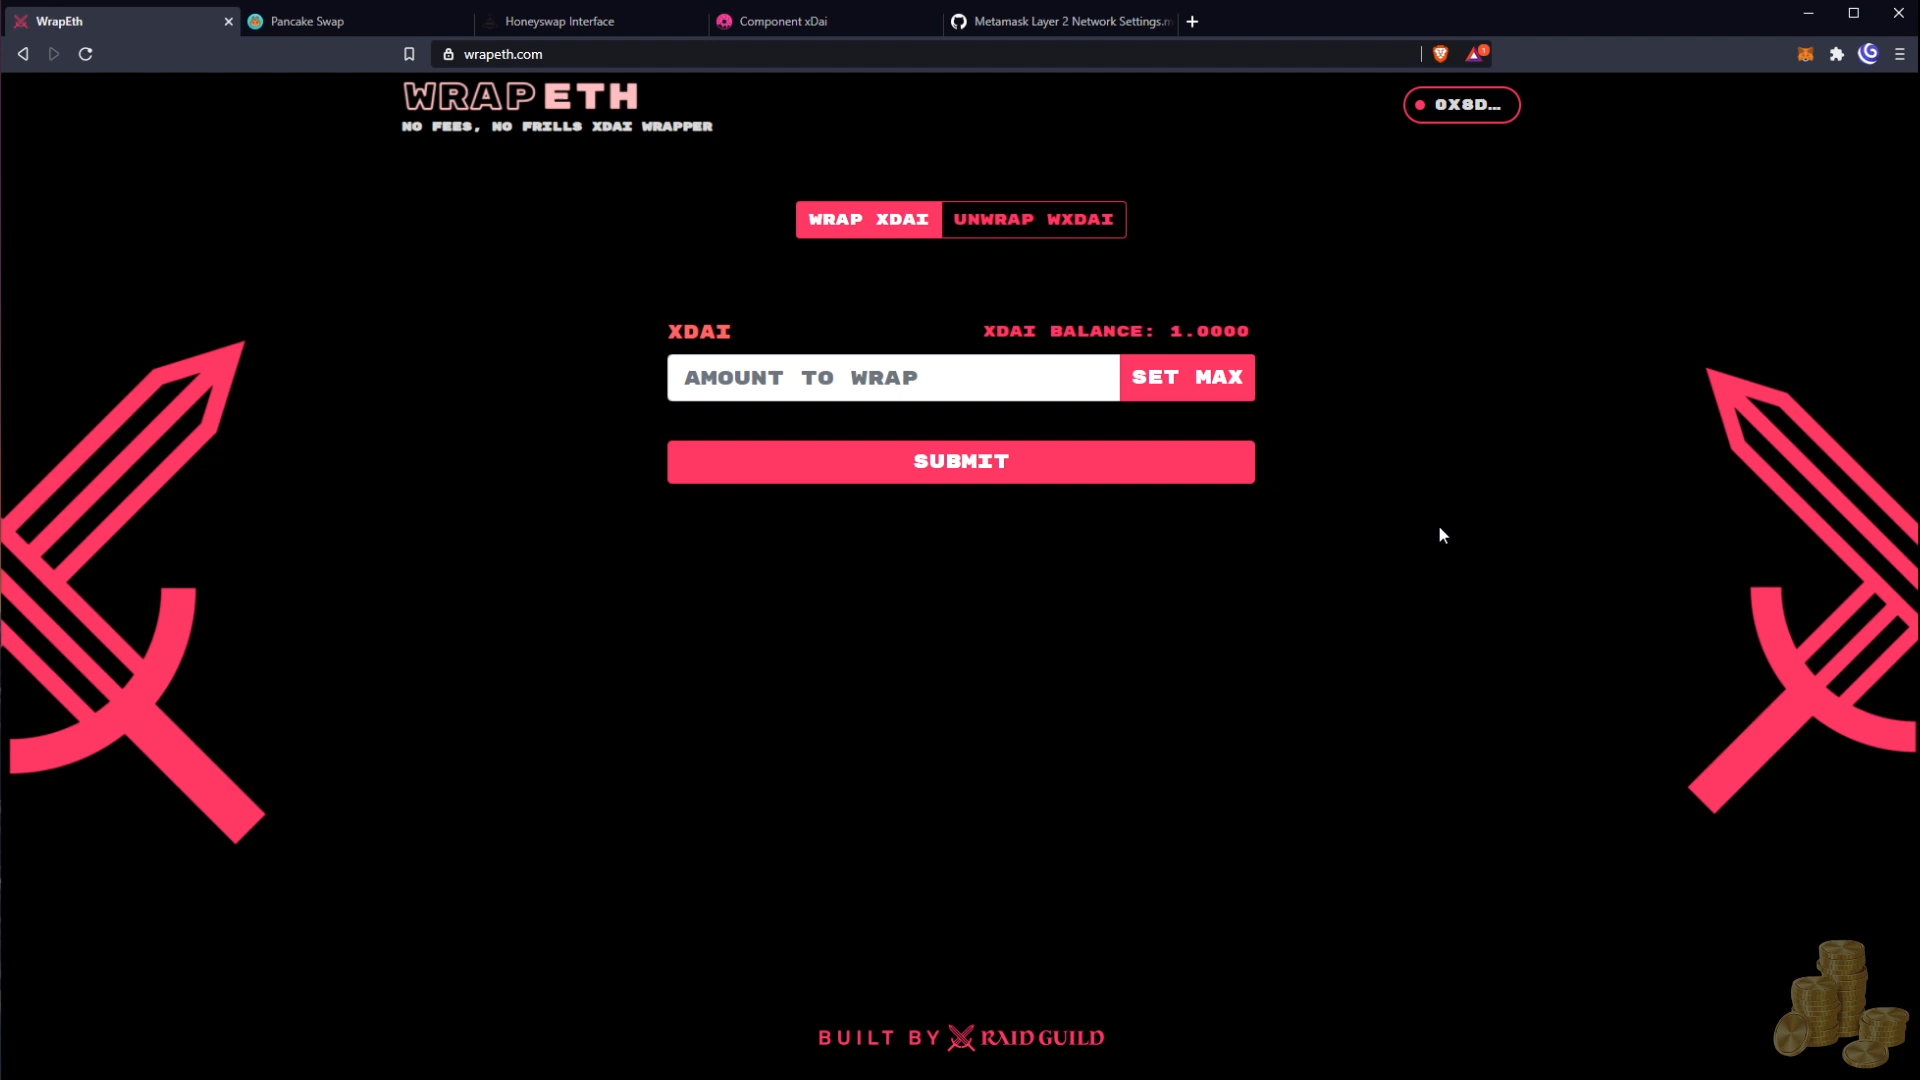 WrapEth
Pancake Swap
Honeyswap Interface
Component xDai
Metamask Layer 2 Network Settings.m
wrapeth.com
1
WRAPETH
NO FEES, NO FRILLS XDAI WRAPPER
0X8D...
WRAP XDAI
UNWRAP WXDAI
XDAI
XDAI BALANCE: 1.0000
AMOUNT TO WRAP
SET MAX
SUBMIT
BUILT BY RAID GUILD